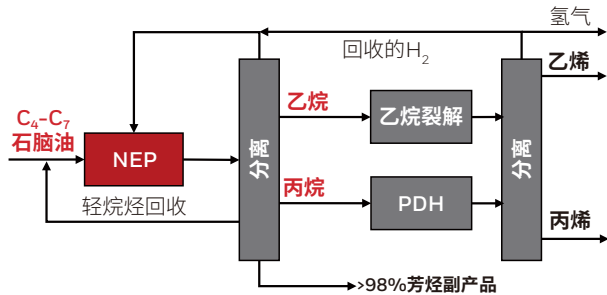 氢气
回收的H₂
乙烯
C₄-C₇
石脑油
NEP
分离
乙烷
乙烷裂解
分离
丙烷
PDH
轻烷烃回收
丙烯
>98%芳烃副产品